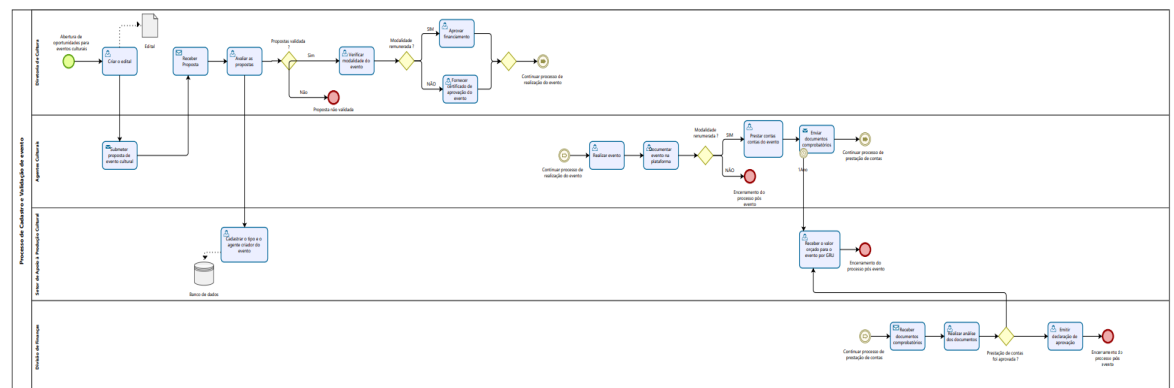 Processo de Cadastro e Validação de evento
Diretoria de Cultura
Abertura de
oportunidades para
eventos culturais
Criar o edital
Edital
Receber
Proposta
Avaliar as
propostas
Propostas validada
?
Sim
Não
Proposta não validada
Verificar
modalidade do
evento
Modalidade
remunerada ?
SIM
NÃO
Aprovar
financiamento
Fornecer
certificado de
aprovação do
evento
Continuar processo de
realização do evento
Agentes Culturais
Submeter
proposta de
evento cultural
Continuar processo de
realização do evento
Realizar evento
Documentar
evento na
plataforma
Modalidade
remunerada ?
SIM
NÃO
Encerramento do
processo pós
evento
Prestar contas
contas do evento
Enviar
documentos
comprobatórios
1Ano
Continuar processo de
prestação de contas
Setor de Apoio a Produção Cultural
Cadastrar o tipo e o
agente criador do
evento
Banco de dados
Receber o valor
orçado para o
evento por GRU
Encerramento do
processo pós evento
Divisão de Finanças
Continuar processo de
prestação de contas
Receber
documentos
comprobatórios
Realizar análise
dos documentos
Prestação de contas
foi aprovada ?
Emitir
declaração de
aprovação
Encerramento do
processo pós
evento